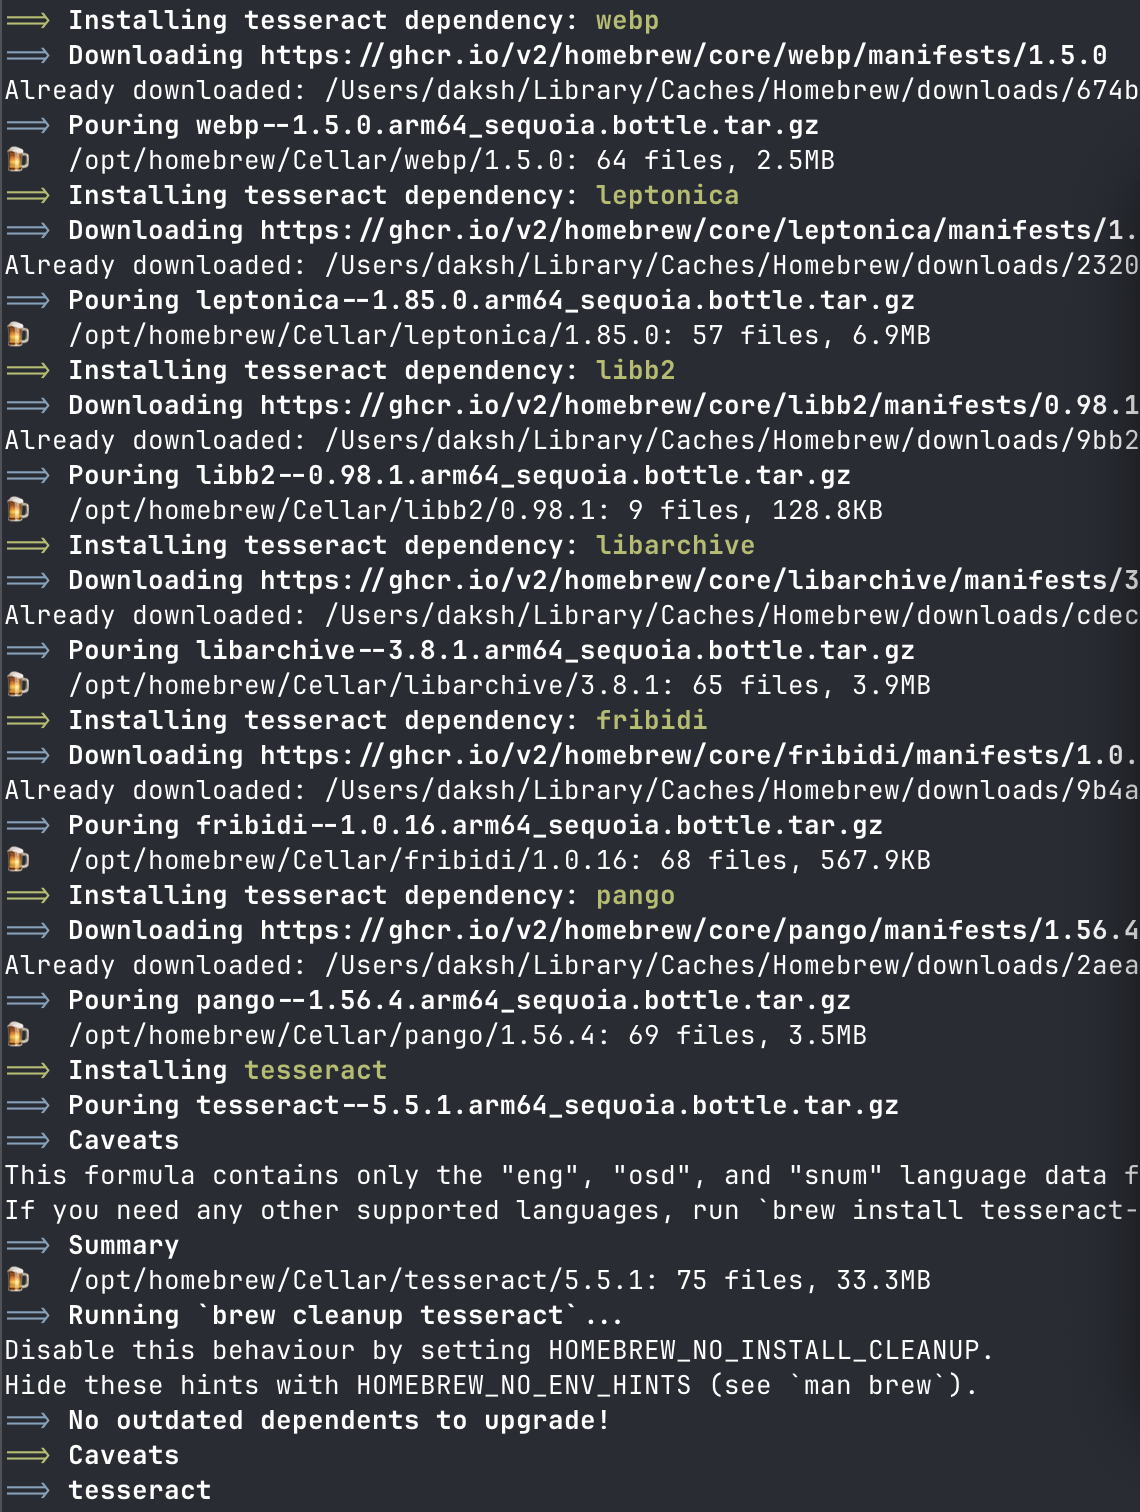 ==> Installing tesseract dependency: webp
==> Downloading https://ghcr.io/v2/homebrew/core/webp/manifests/1.5.0
Already downloaded: /Users/daksh/Library/Caches/Homebrew/downloads/674b
==> Pouring webp--1.5.0.arm64_sequoia.bottle.tar.gz
🍺  /opt/homebrew/Cellar/webp/1.5.0: 64 files, 2.5MB
==> Installing tesseract dependency: leptonica
==> Downloading https://ghcr.io/v2/homebrew/core/leptonica/manifests/1.
Already downloaded: /Users/daksh/Library/Caches/Homebrew/downloads/2320
==> Pouring leptonica--1.85.0.arm64_sequoia.bottle.tar.gz
🍺  /opt/homebrew/Cellar/leptonica/1.85.0: 57 files, 6.9MB
==> Installing tesseract dependency: libb2
==> Downloading https://ghcr.io/v2/homebrew/core/libb2/manifests/0.98.1
Already downloaded: /Users/daksh/Library/Caches/Homebrew/downloads/9bb2
==> Pouring libb2--0.98.1.arm64_sequoia.bottle.tar.gz
🍺  /opt/homebrew/Cellar/libb2/0.98.1: 9 files, 128.8KB
==> Installing tesseract dependency: libarchive
==> Downloading https://ghcr.io/v2/homebrew/core/libarchive/manifests/3
Already downloaded: /Users/daksh/Library/Caches/Homebrew/downloads/cdec
==> Pouring libarchive--3.8.1.arm64_sequoia.bottle.tar.gz
🍺  /opt/homebrew/Cellar/libarchive/3.8.1: 65 files, 3.9MB
==> Installing tesseract dependency: fribidi
==> Downloading https://ghcr.io/v2/homebrew/core/fribidi/manifests/1.0.
Already downloaded: /Users/daksh/Library/Caches/Homebrew/downloads/9b4a
==> Pouring fribidi--1.0.16.arm64_sequoia.bottle.tar.gz
🍺  /opt/homebrew/Cellar/fribidi/1.0.16: 68 files, 567.9KB
==> Installing tesseract dependency: pango
==> Downloading https://ghcr.io/v2/homebrew/core/pango/manifests/1.56.4
Already downloaded: /Users/daksh/Library/Caches/Homebrew/downloads/2aea
==> Pouring pango--1.56.4.arm64_sequoia.bottle.tar.gz
🍺  /opt/homebrew/Cellar/pango/1.56.4: 69 files, 3.5MB
==> Installing tesseract
==> Pouring tesseract--5.5.1.arm64_sequoia.bottle.tar.gz
==> Caveats
This formula contains only the "eng", "osd", and "snum" language data f
If you need any other supported languages, run `brew install tesseract-
==> Summary
🍺  /opt/homebrew/Cellar/tesseract/5.5.1: 75 files, 33.3MB
==> Running `brew cleanup tesseract`...
Disable this behaviour by setting HOMEBREW_NO_INSTALL_CLEANUP.
Hide these hints with HOMEBREW_NO_ENV_HINTS (see `man brew`).
==> No outdated dependents to upgrade!
==> Caveats
==> tesseract